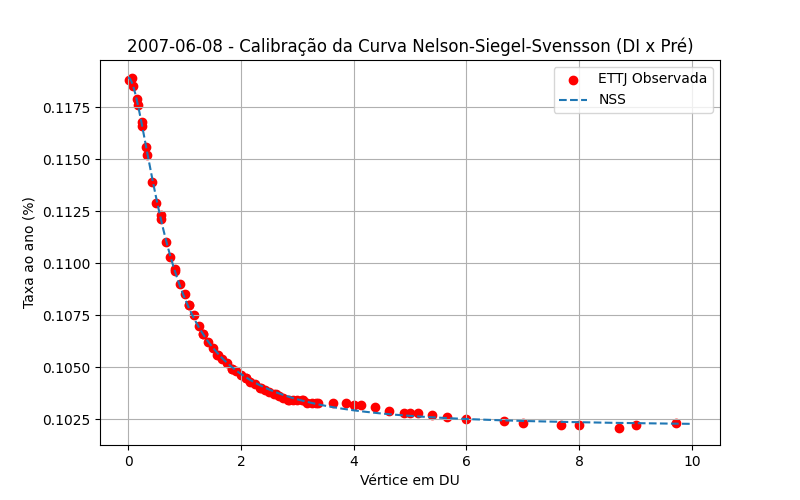 2007-06-08 - Calibração da Curva Nelson-Siegel-Svensson (DI x Pré)
ETTJ Observada
NSS
0.1175
0.1150
0.1125
0.1100
0.1075
0.1050
0.1025
Taxa ao ano (%)
0 2 4 6 8 10
Vértice em DU